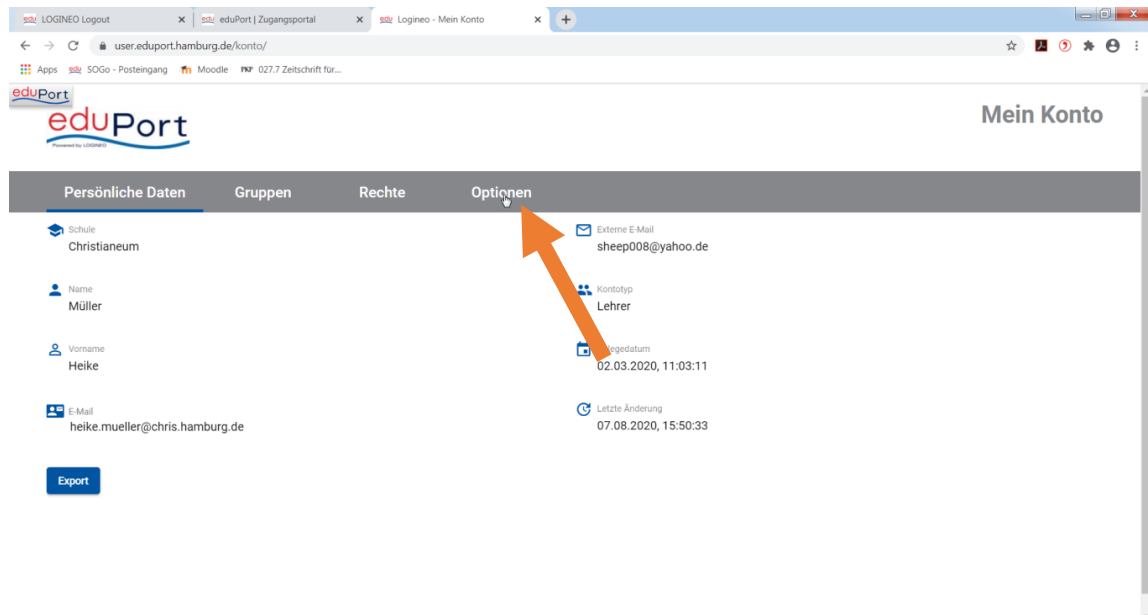 LOGINEO Logout
eduPort | Zugangsportal
Logineo - Mein Konto
user.eduport.hamburg.de/konto/
Apps
SOGo - Posteingang
Moodle
027.7 Zeitschrift für...
eduPort
eduPort
Powered by LOGINEO
Mein Konto
Persönliche Daten
Gruppen
Rechte
Optionen
Schule
Christianeum
Externe E-Mail
sheep008@yahoo.de
Name
Müller
Kontotyp
Lehrer
Vorname
Heike
02.03.2020, 11:03:11
E-Mail
heike.mueller@chris.hamburg.de
Letzte Änderung
07.08.2020, 15:50:33
Export